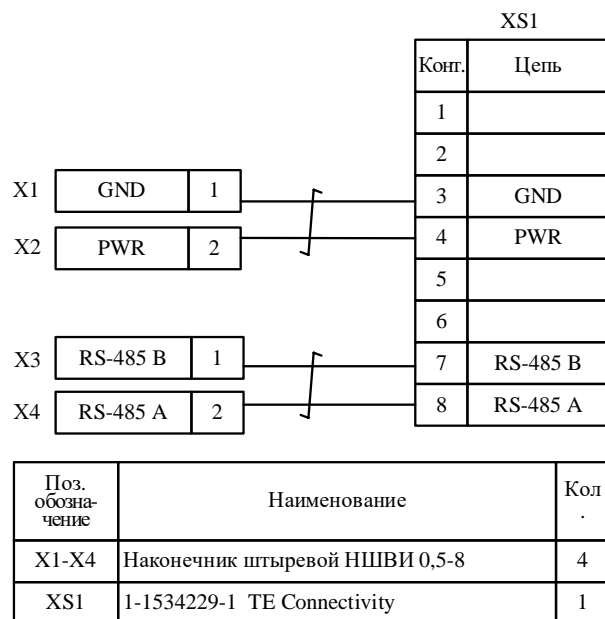 XS1
Конт. Цепь
1
2
X1 GND 1 3 GND
X2 PWR 2 4 PWR
5
6
X3 RS-485 B 1 7 RS-485 B
X4 RS-485 A 2 8 RS-485 A
Поз.
обозна-
чение
Наименование
Кол
.
X1-X4 Наконечник штыревой НШВИ 0,5-8 4
XS1 1-1534229-1 TE Connectivity 1